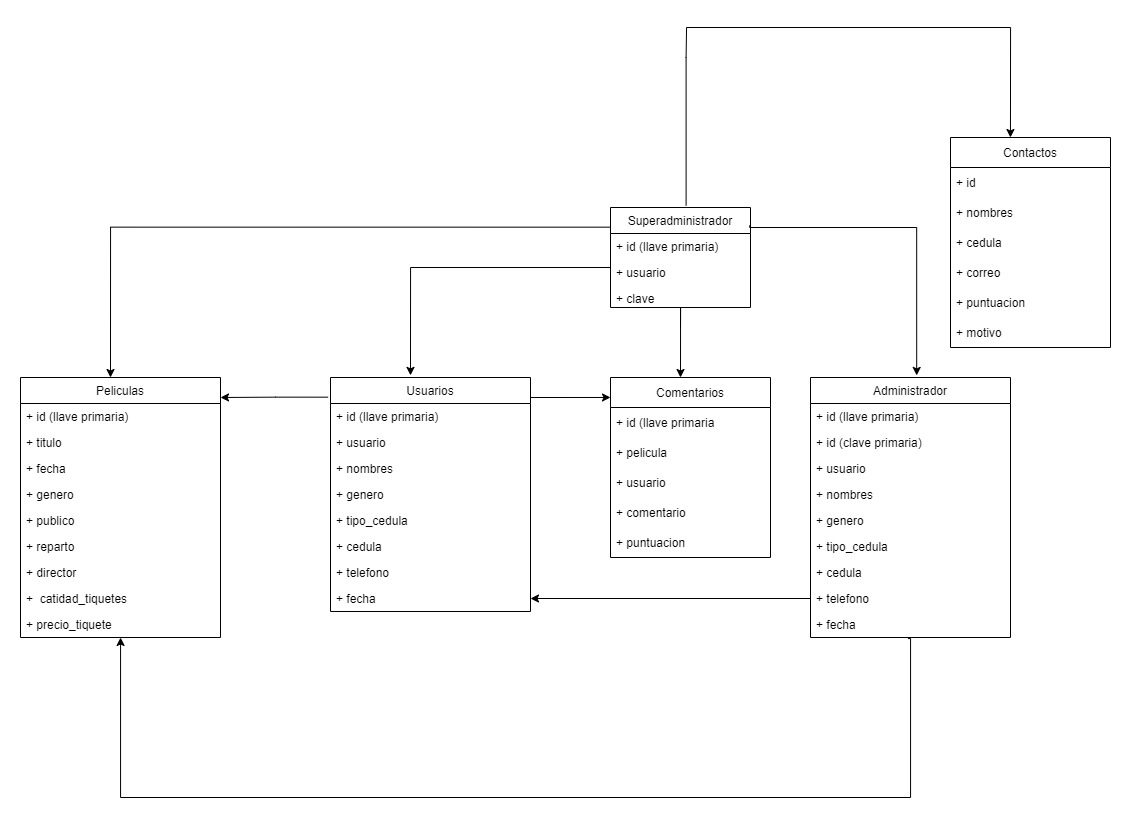 Contactos
+ id
+ nombres
+ cedula
+ correo
+ puntuacion
+ motivo
Superadministrador
+ id (llave primaria)
+ usuario
+ clave
Peliculas
+ id (llave primaria)
+ titulo
+ fecha
+ genero
+ publico
+ reparto
+ director
+ catidad_tiquetes
+ precio_tiquete
Usuarios
+ id (llave primaria)
+ usuario
+ nombres
+ genero
+ tipo_cedula
+ cedula
+ telefono
+ fecha
Comentarios
+ id (llave primaria
+ pelicula
+ usuario
+ comentario
+ puntuacion
Administrador
+ id (llave primaria)
+ id (clave primaria)
+ usuario
+ nombres
+ genero
+ tipo_cedula
+ cedula
+ telefono
+ fecha